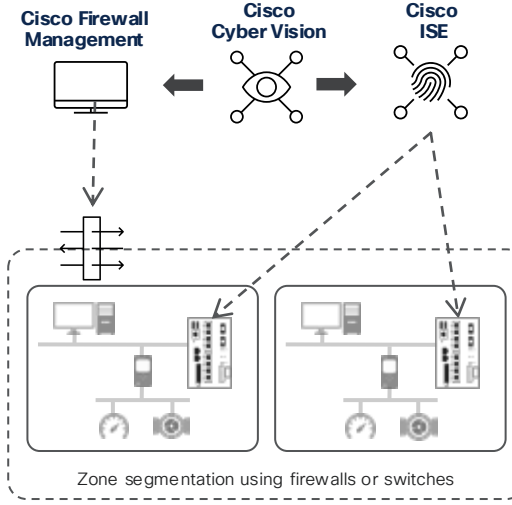 Cisco Firewall
Management
Cisco
Cyber Vision
Cisco
ISE
Zone segmentation using firewalls or switches